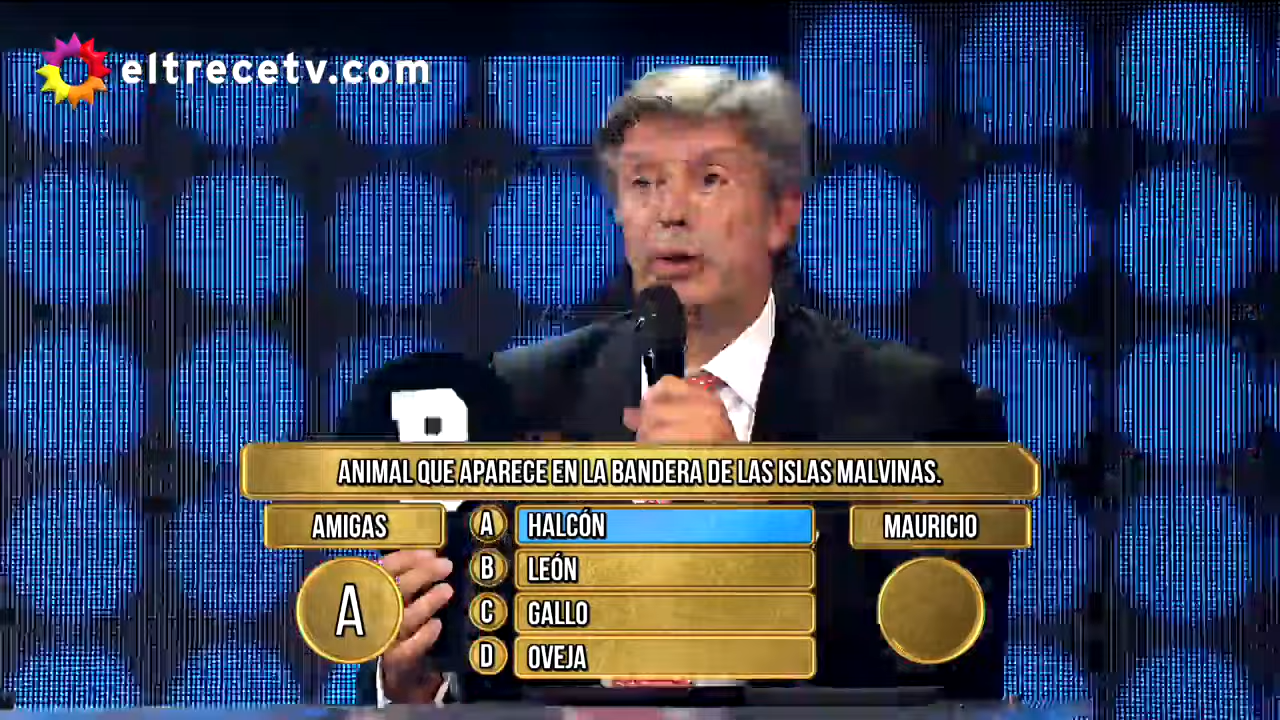 eltrecetv.com
ANIMAL QUE APARECE EN LA BANDERA DE LAS ISLAS MALVINAS.
AMIGAS
A
A HALCÓN
B LEÓN
C GALLO
D OVEJA
MAURICIO